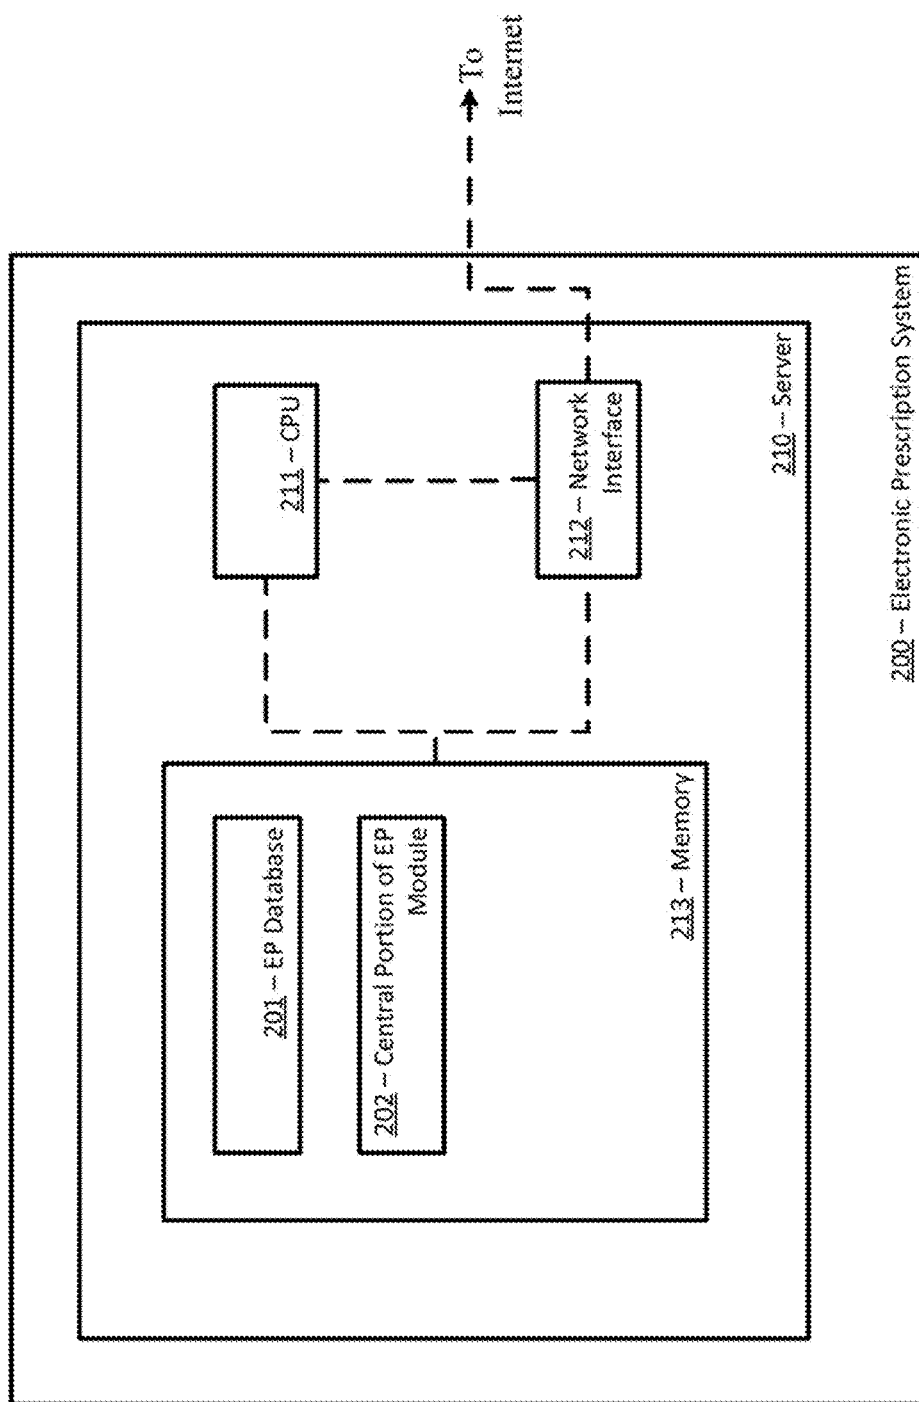 201 – EP Database
202 – Central Portion of EP
Module
213 – Memory
211 – CPU
212 – Network
Interface
210 – Server
To
Internet
200 – Electronic Prescription System